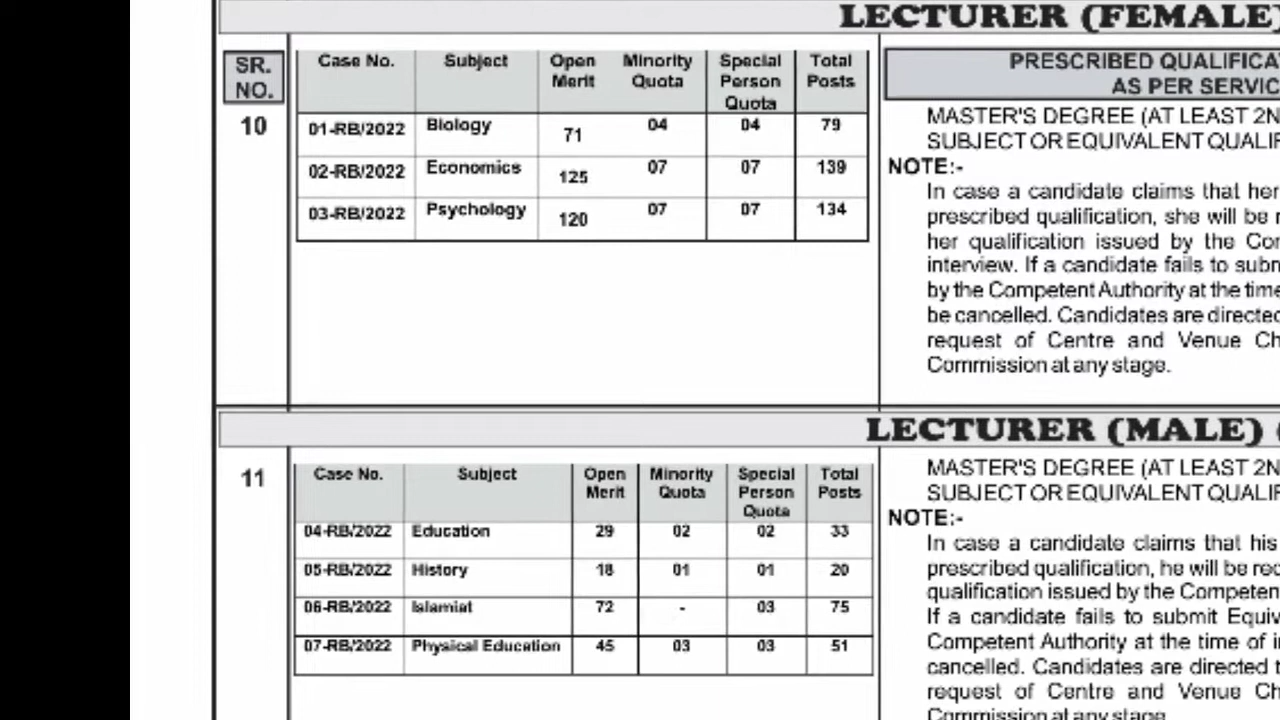 LECTURER (FEMALE)
SR. NO.
Case No. Subject Open Merit Minority Quota Special Person Quota Total Posts
PRESCRIBED QUALIFICA
AS PER SERVIC
10
01-RB/2022 Biology 71 04 04 79
02-RB/2022 Economics 125 07 07 139
03-RB/2022 Psychology 120 07 07 134
MASTER'S DEGREE (AT LEAST 2N
SUBJECT OR EQUIVALENT QUALIF
NOTE:-
In case a candidate claims that her
prescribed qualification, she will be r
her qualification issued by the Con
interview. If a candidate fails to subn
by the Competent Authority at the time
be cancelled. Candidates are directed
request of Centre and Venue Ch
Commission at any stage.
LECTURER (MALE) (
11
Case No. Subject Open Merit Minority Quota Special Person Quota Total Posts
04-RB/2022 Education 29 02 02 33
05-RB/2022 History 18 01 01 20
06-RB/2022 Islamiat 72 - 03 75
07-RB/2022 Physical Education 45 03 03 51
MASTER'S DEGREE (AT LEAST 2N
SUBJECT OR EQUIVALENT QUALIF
NOTE:-
In case a candidate claims that his
prescribed qualification, he will be rec
qualification issued by the Competen
If a candidate fails to submit Equiv
Competent Authority at the time of in
cancelled. Candidates are directed t
request of Centre and Venue Ch
Commission at any stage